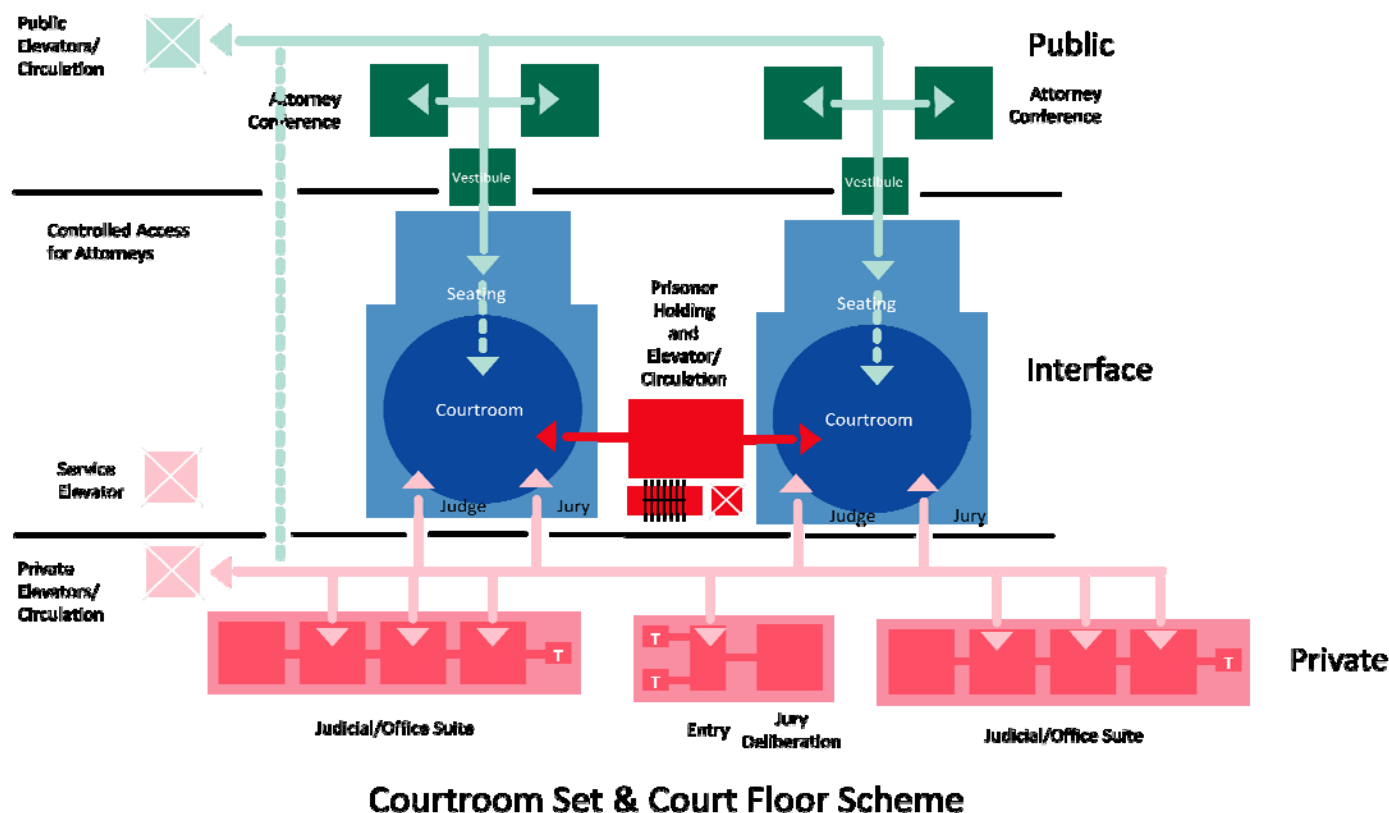 Public
Elevators/
Circulation
Public
Attorney
Conference
Attorney
Conference
Vestibule
Vestibule
Controlled Access
for Attorneys
Seating
Prisoner
Holding
and
Elevator/
Circulation
Seating
Interface
Courtroom
Courtroom
Service
Elevator
Judge
Jury
Judge
Jury
Private
Elevators/
Circulation
T
T
T
T
Private
Judicial/Office Suite
Entry
Jury
Deliberation
Judicial/Office Suite
Courtroom Set & Court Floor Scheme